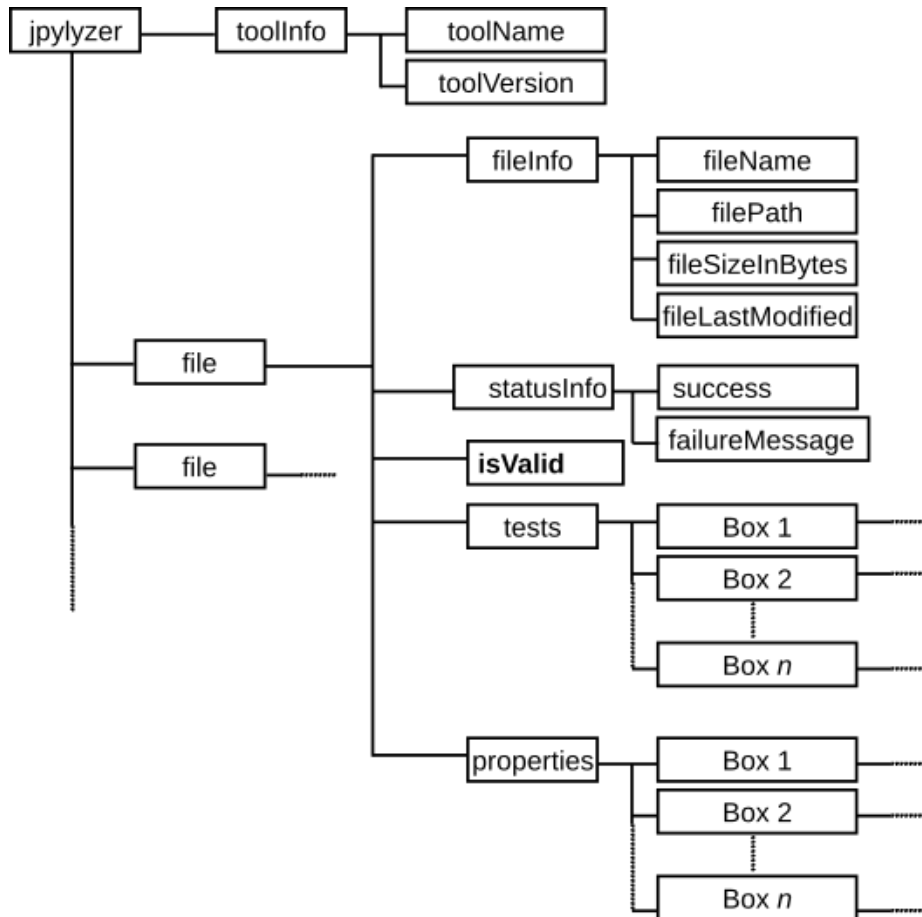 jpylyzer
toolInfo
toolName
toolVersion
fileInfo
fileName
filePath
fileSizeInBytes
fileLastModified
file
statusInfo
success
failureMessage
file
isValid
tests
Box 1
Box 2
Box n
properties
Box 1
Box 2
Box n